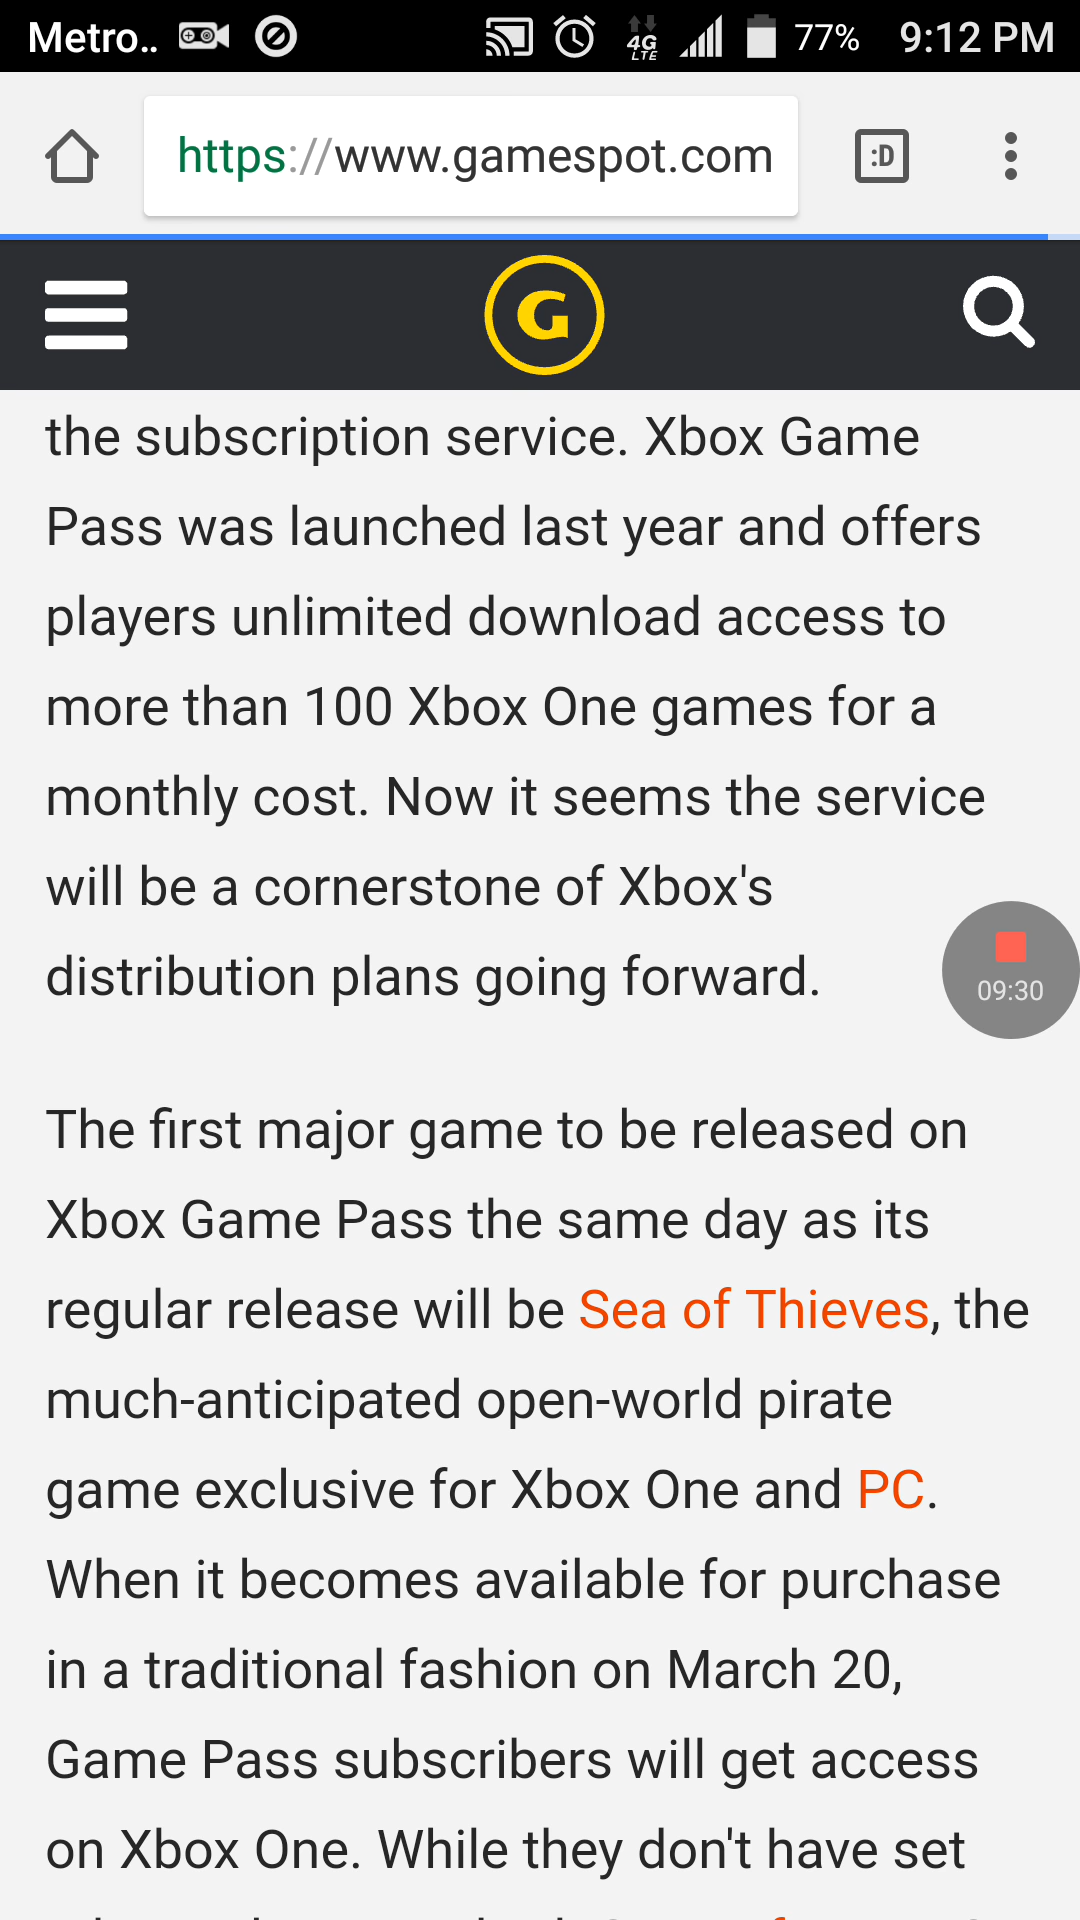 Metro..
4G
LTE
77%
9:12 PM
https://www.gamespot.com
:D
G
the subscription service. Xbox Game
Pass was launched last year and offers
players unlimited download access to
more than 100 Xbox One games for a
monthly cost. Now it seems the service
will be a cornerstone of Xbox's
distribution plans going forward.
09:30
The first major game to be released on
Xbox Game Pass the same day as its
regular release will be Sea of Thieves, the
much-anticipated open-world pirate
game exclusive for Xbox One and PC.
When it becomes available for purchase
in a traditional fashion on March 20,
Game Pass subscribers will get access
on Xbox One. While they don't have set